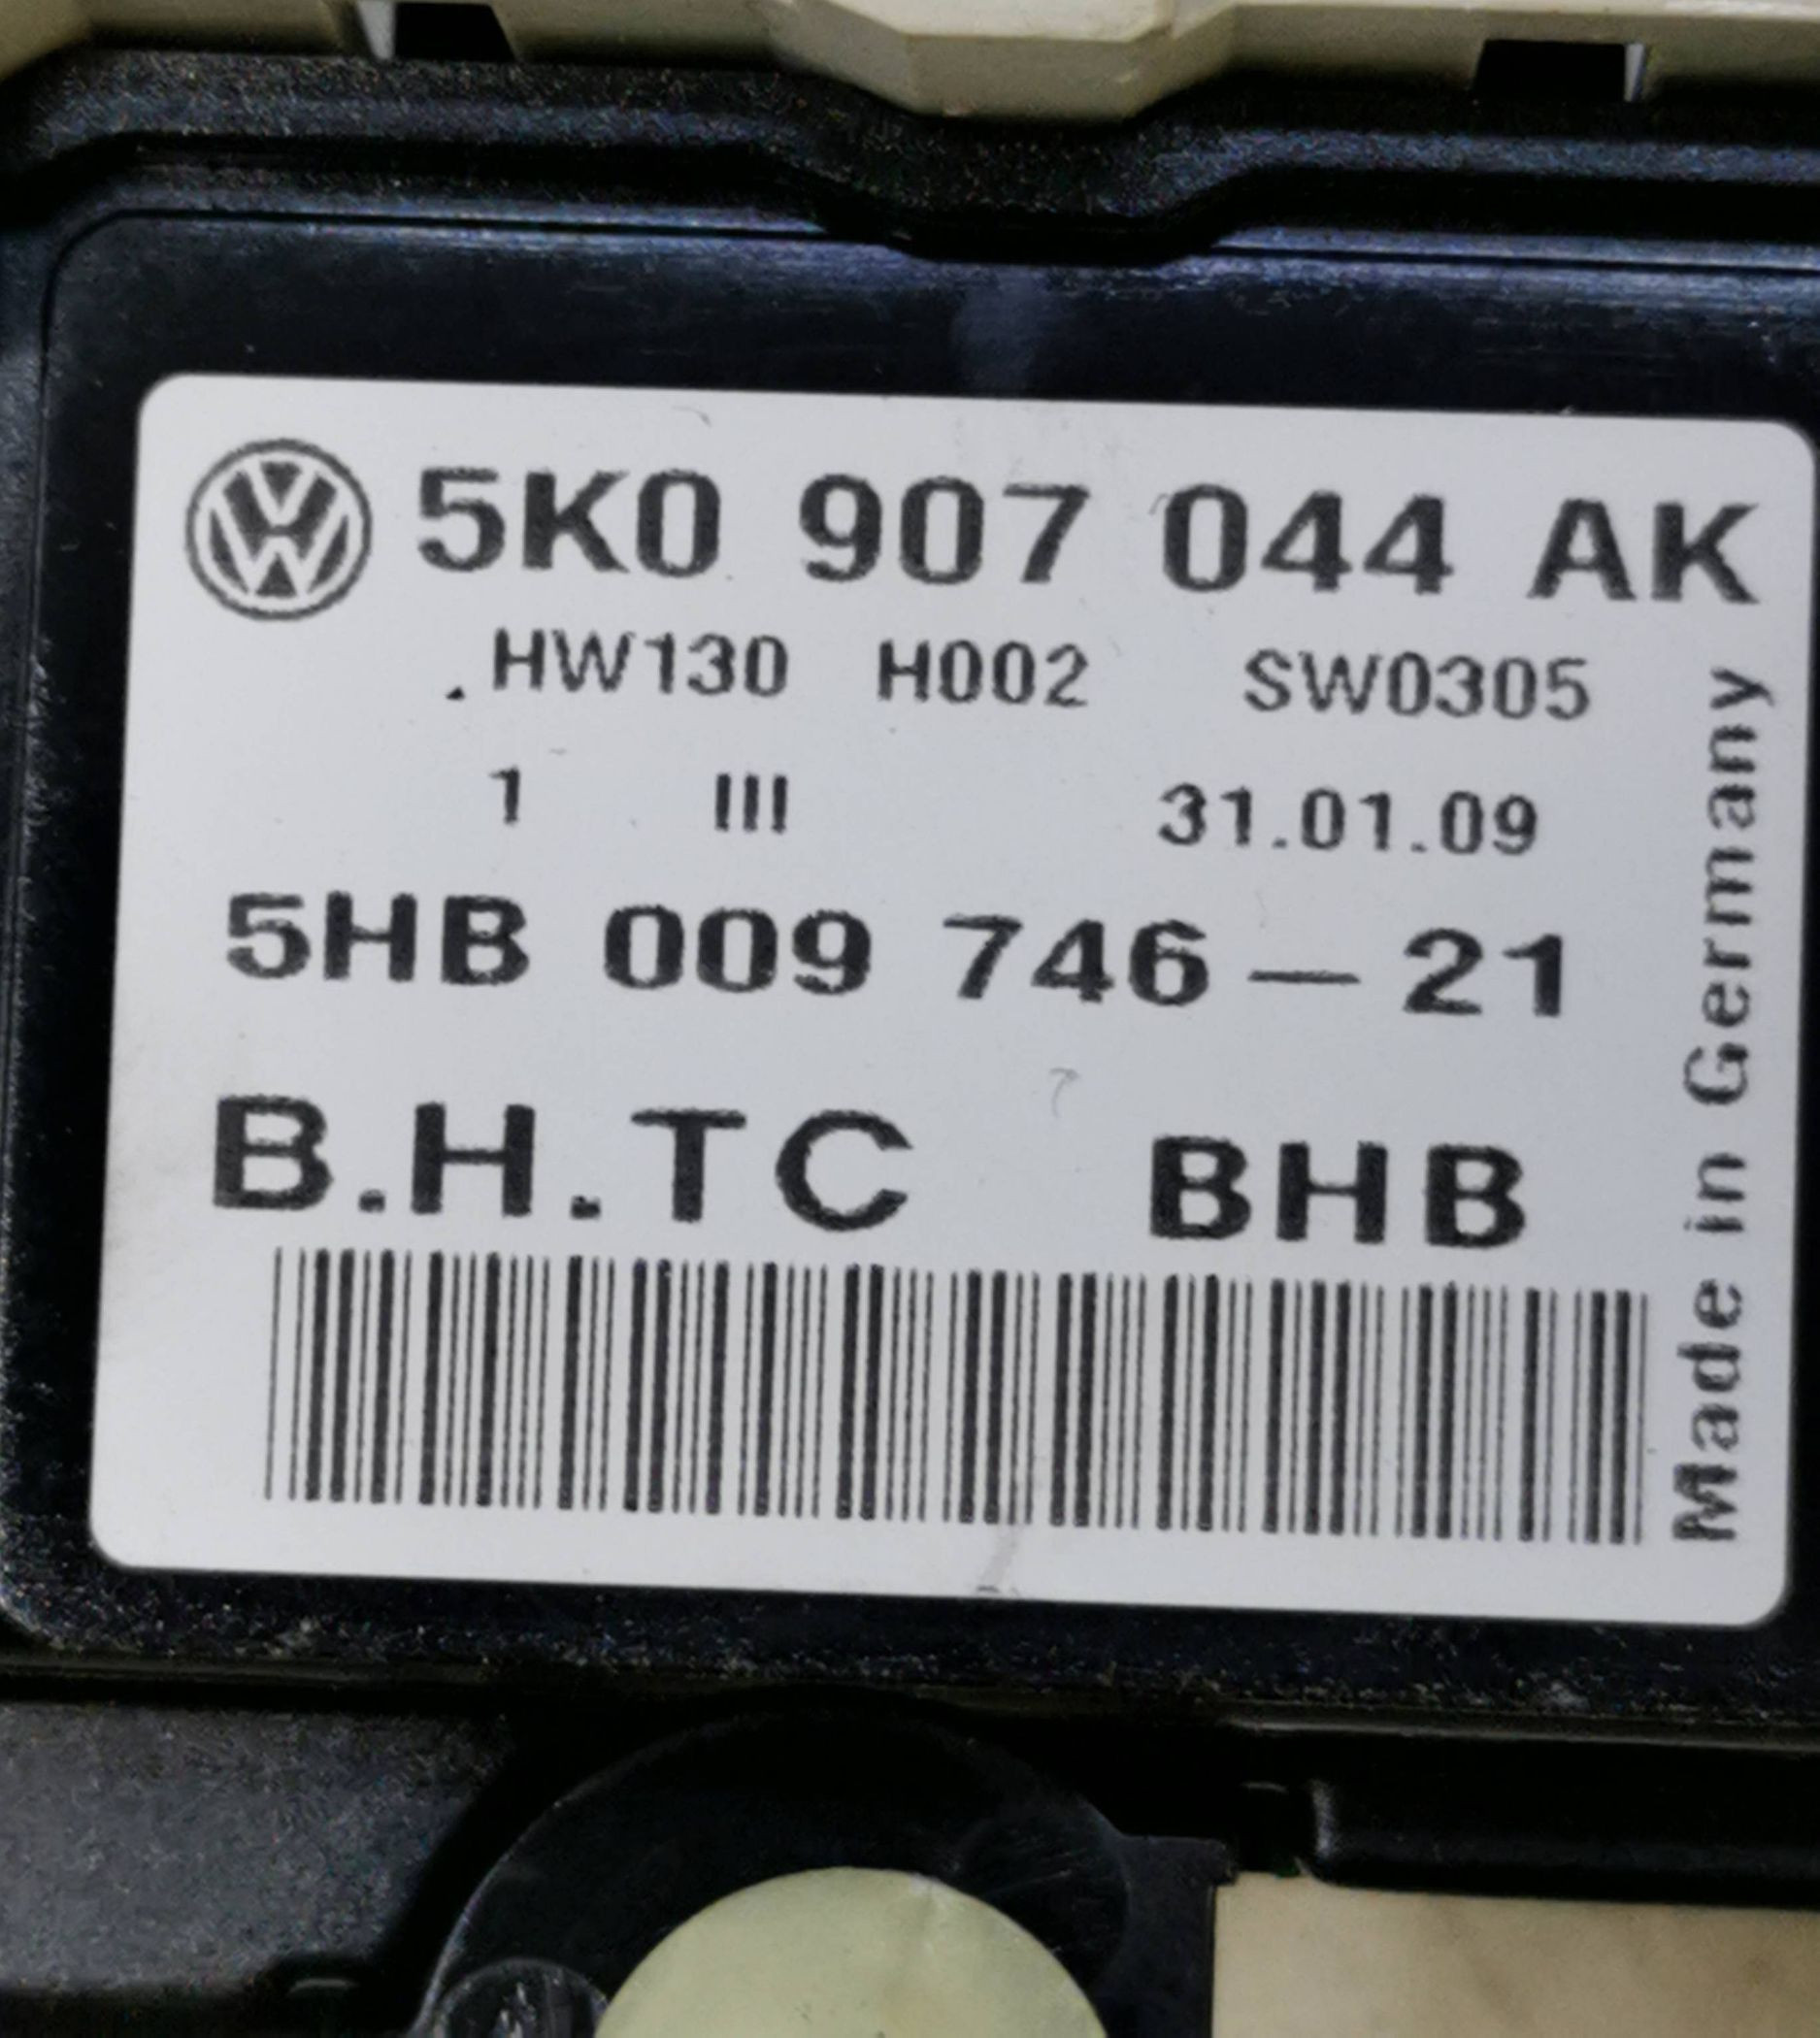 5K0 907 044 AK
HW130 H002 SW0305
1 III 31.01.09
5HB 009 746-21
B.H.TC BHB
Made in Germany